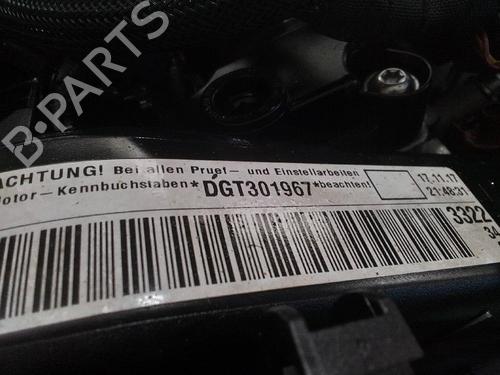 B-PARTS
ACHTUNG! Bei allen Pruef- und Einstellarbeiten
Motor-Kennbuchstaben*DGT301967*beachten!
17.11.17
21:48:31
3322